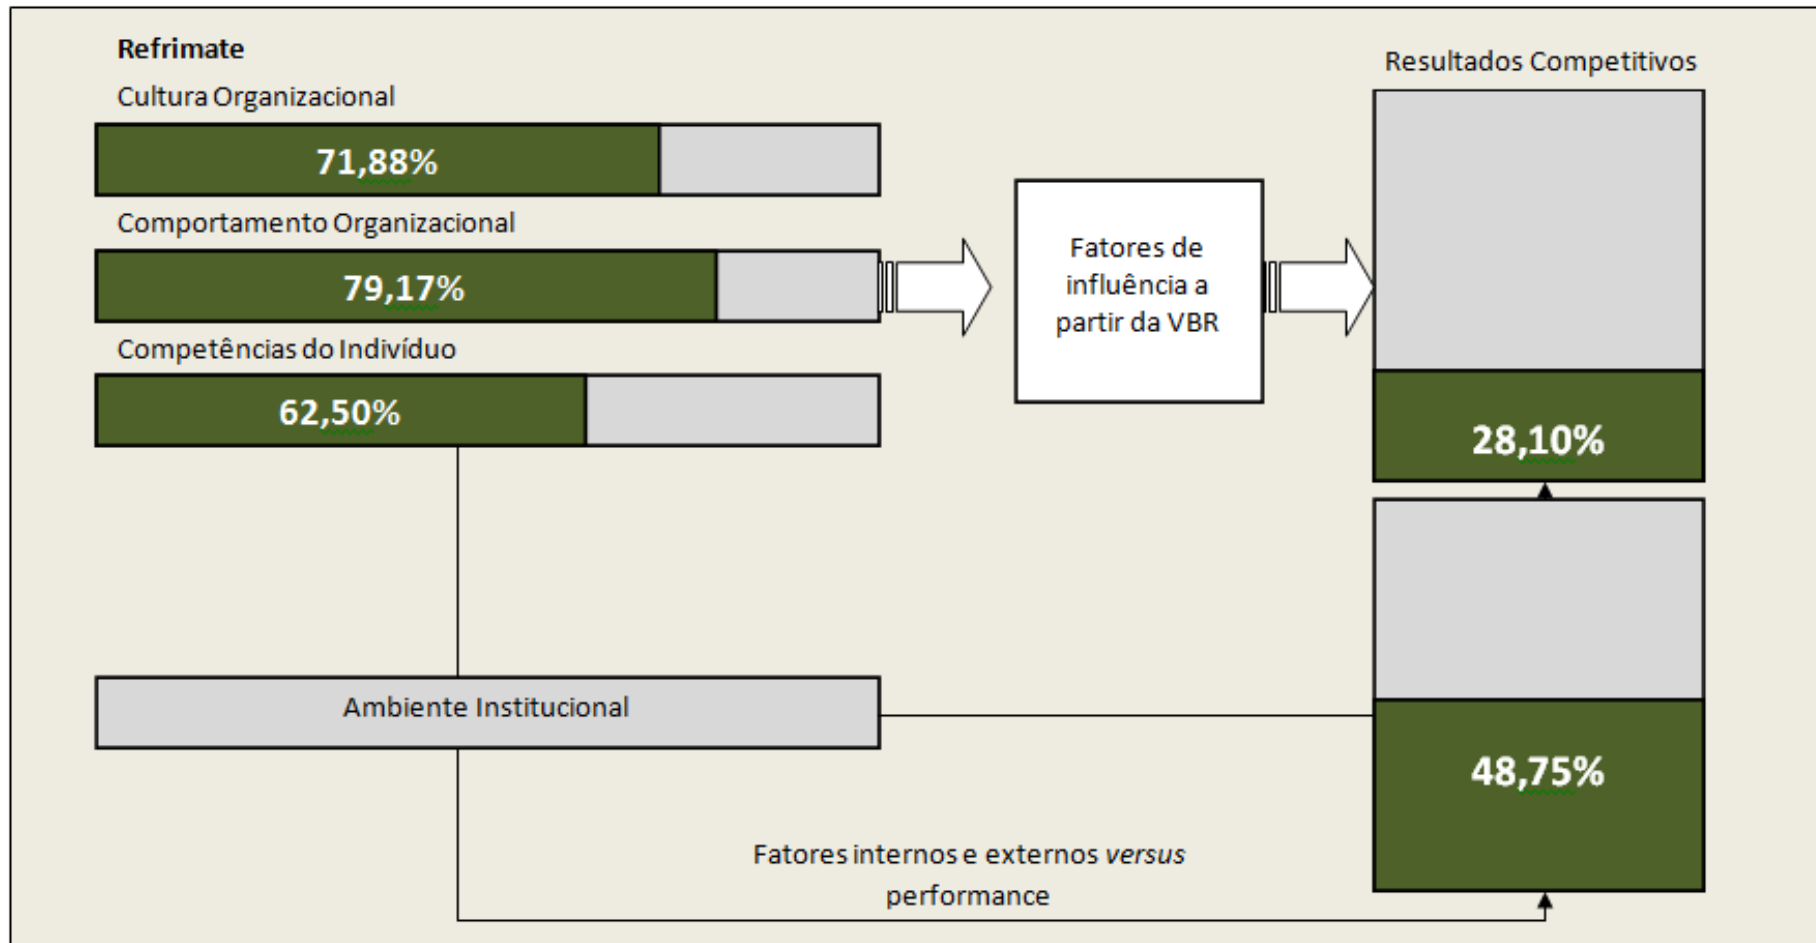 Refrimate
Cultura Organizacional
71,88%
Comportamento Organizacional
79,17%
Competências do Indivíduo
62,50%
Fatores de
influência a
partir da VBR
Resultados Competitivos
28,10%
Ambiente Institucional
48,75%
Fatores internos e externos versus
performance